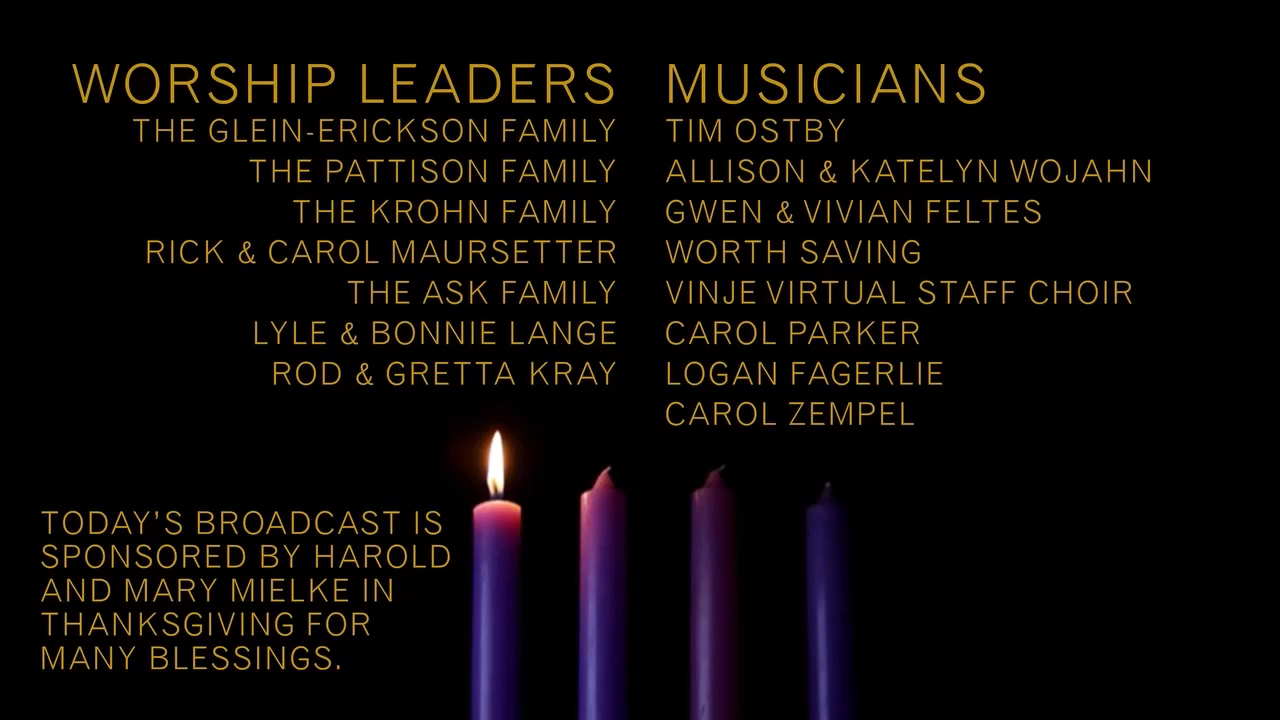 WORSHIP LEADERS
THE GLEIN-ERICKSON FAMILY
THE PATTISON FAMILY
THE KROHN FAMILY
RICK & CAROL MAURSETTER
THE ASK FAMILY
LYLE & BONNIE LANGE
ROD & GRETTA KRAY
MUSICIANS
TIM OSTBY
ALLISON & KATELYN WOJAHN
GWEN & VIVIAN FELTES
WORTH SAVING
VINJE VIRTUAL STAFF CHOIR
CAROL PARKER
LOGAN FAGERLIE
CAROL ZEMPEL
TODAY'S BROADCAST IS
SPONSORED BY HAROLD
AND MARY MIELKE IN
THANKSGIVING FOR
MANY BLESSINGS.